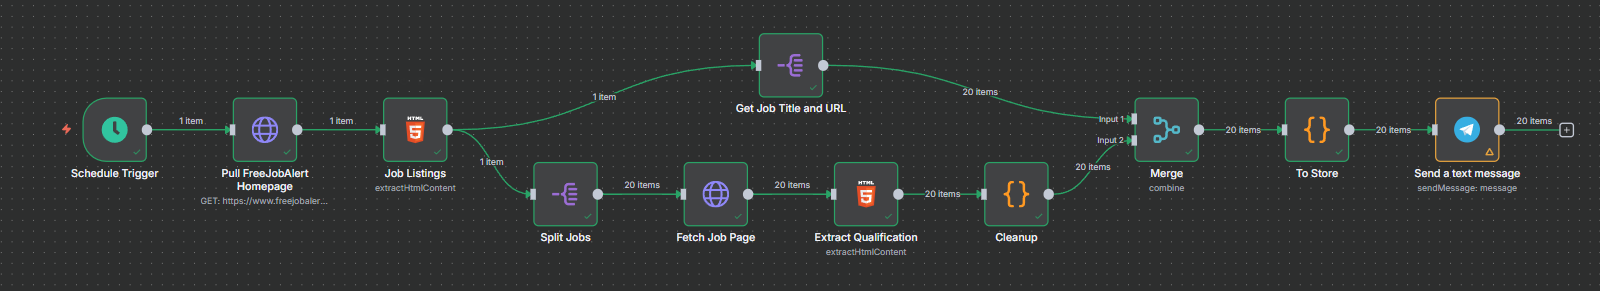 Get Job Title and URL
1 item
20 items
Schedule Trigger
1 item
Pull FreeJobAlert
Homepage
GET: https://www.freejobaler...
1 item
HTML
Job Listings
extractHtmlContent
1 item
Split Jobs
20 items
Fetch Job Page
20 items
HTML
Extract Qualification
extractHtmlContent
20 items
Cleanup
20 items
Input 1
Input 2
Merge
combine
20 items
To Store
20 items
Send a text message
sendMessage: message
20 items